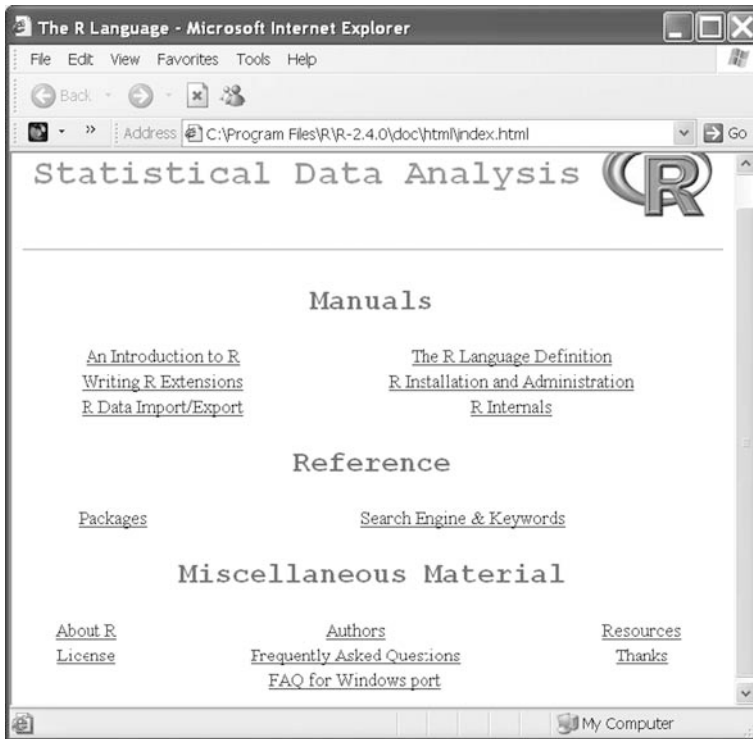 The R Language - Microsoft Internet Explorer
File Edit View Favorites Tools Help
Back
» Address C:\Program Files\R\R-2.4.0\doc\html\index.html Go
Statistical Data Analysis R
Manuals
An Introduction to R The R Language Definition
Writing R Extensions R Installation and Administration
R Data Import/Export R Internals
Reference
Packages Search Engine & Keywords
Miscellaneous Material
About R Authors Resources
License Frequently Asked Questions Thanks
FAQ for Windows port
My Computer